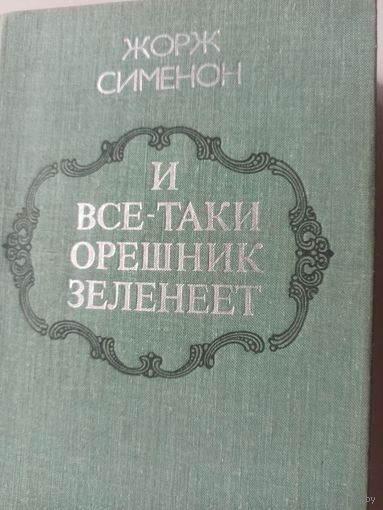 ЖОРЖ
СИМЕНОН
И
ВСЕ-ТАКИ
ОРЕШНИК
ЗЕЛЕНЕЕТ